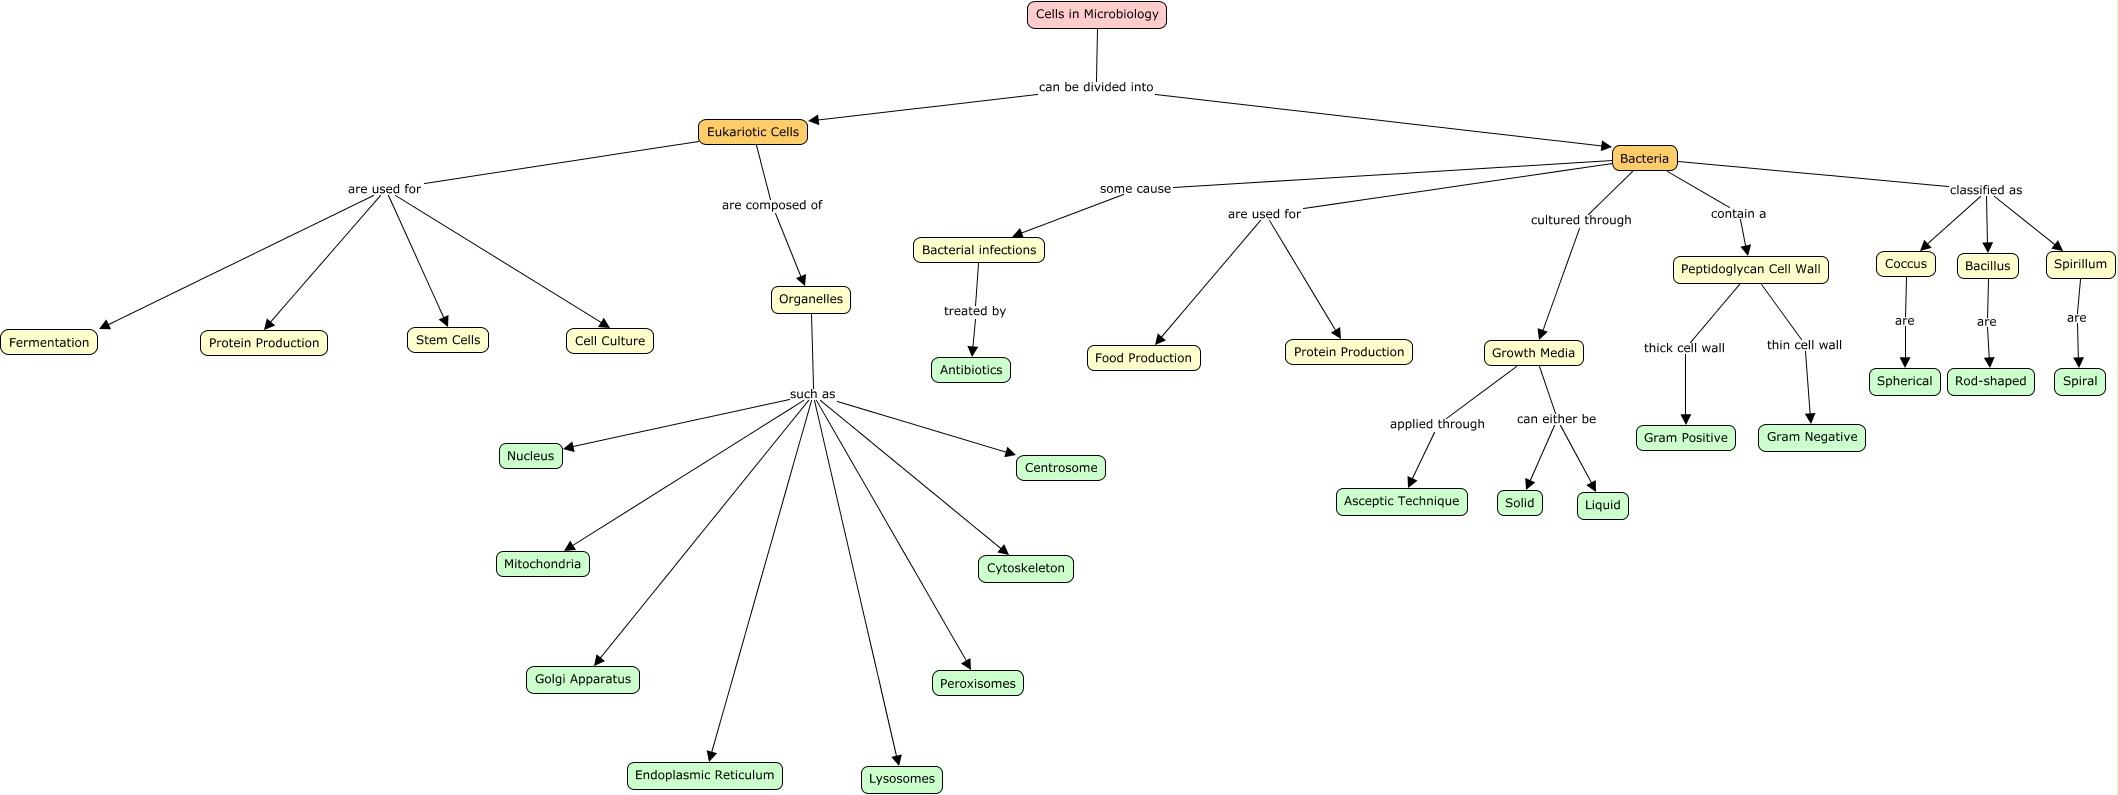 Cells in Microbiology
can be divided into
Eukariotic Cells
Bacteria
are used for
are composed of
some cause
are used for
cultured through
contain a
classified as
Bacterial infections
Peptidoglycan Cell Wall
Coccus
Bacillus
Spirillum
Organelles
treated by
are
are
are
Fermentation
Protein Production
Stem Cells
Cell Culture
Food Production
Protein Production
Growth Media
thick cell wall
thin cell wall
Antibiotics
Spherical
Rod-shaped
Spiral
such as
applied through
can either be
Gram Positive
Gram Negative
Nucleus
Centrosome
Asceptic Technique
Solid
Liquid
Mitochondria
Cytoskeleton
Golgi Apparatus
Peroxisomes
Endoplasmic Reticulum
Lysosomes